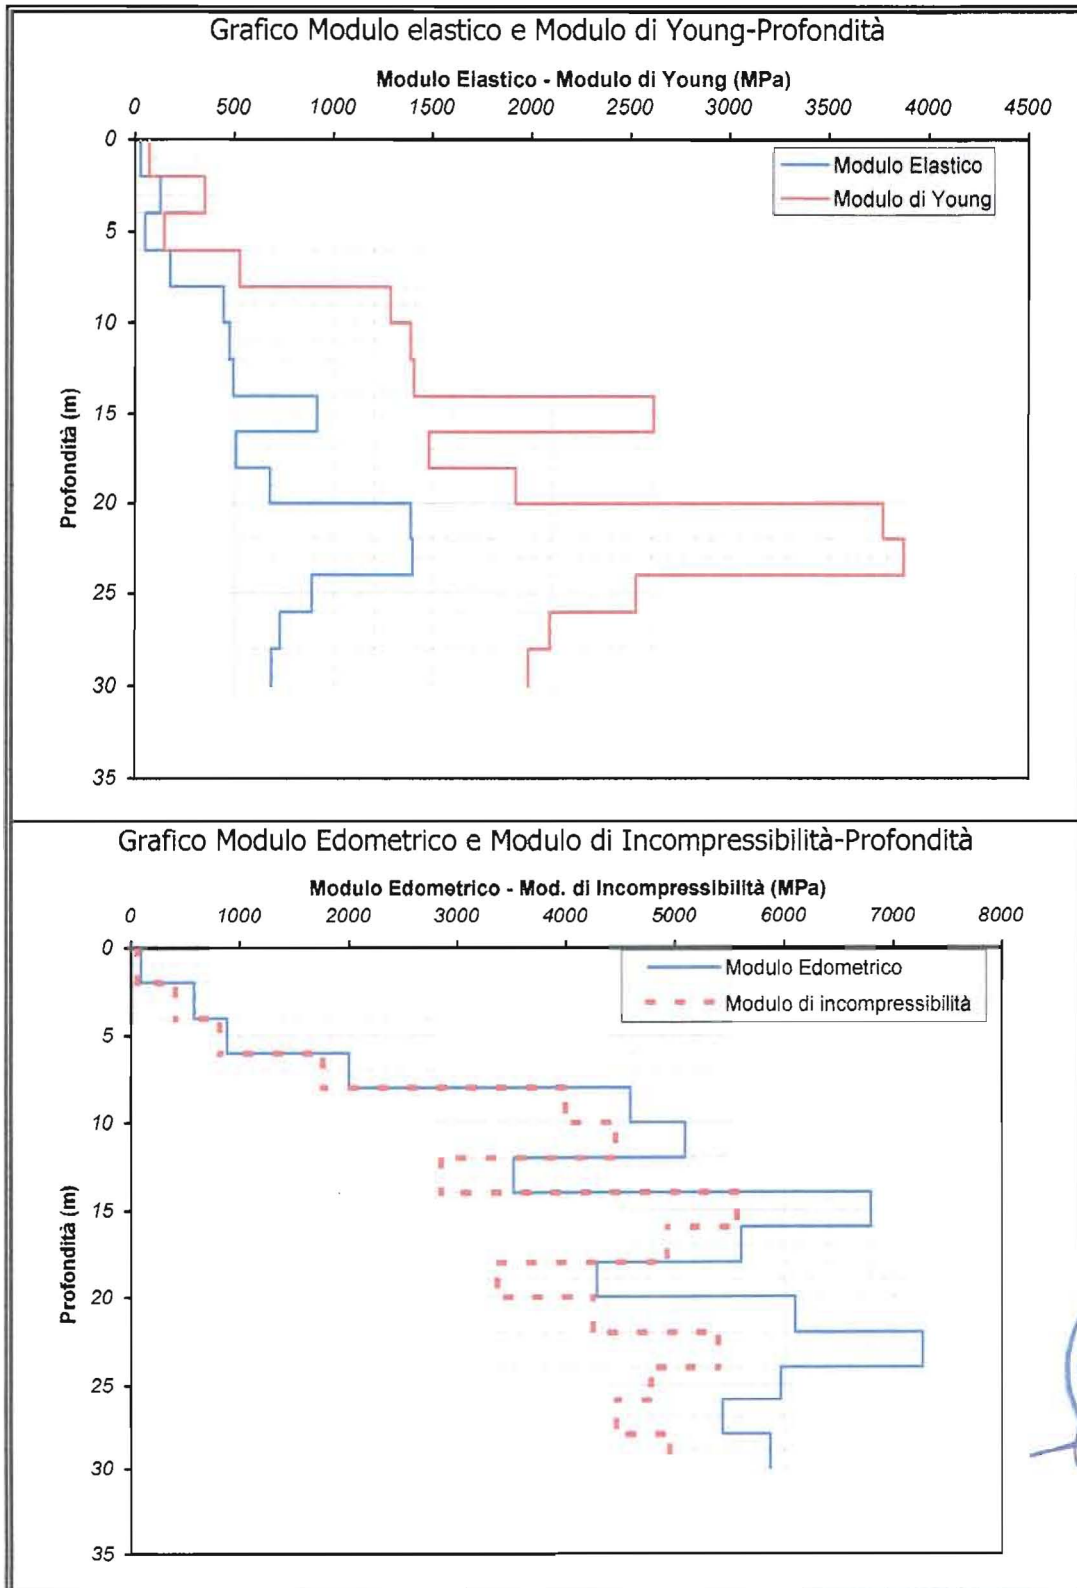 Grafico Modulo elastico e Modulo di Young-Profondità
Modulo Elastico - Modulo di Young (MPa)
0 500 1000 1500 2000 2500 3000 3500 4000 4500
0
5
10
15
20
25
30
35
Profondità (m)
Modulo Elastico
Modulo di Young
Grafico Modulo Edometrico e Modulo di Incompressibilità-Profondità
Modulo Edometrico - Mod. di Incompressibilità (MPa)
0 1000 2000 3000 4000 5000 6000 7000 8000
0
5
10
15
20
25
30
35
Profondità (m)
Modulo Edometrico
Modulo di incompressibilità